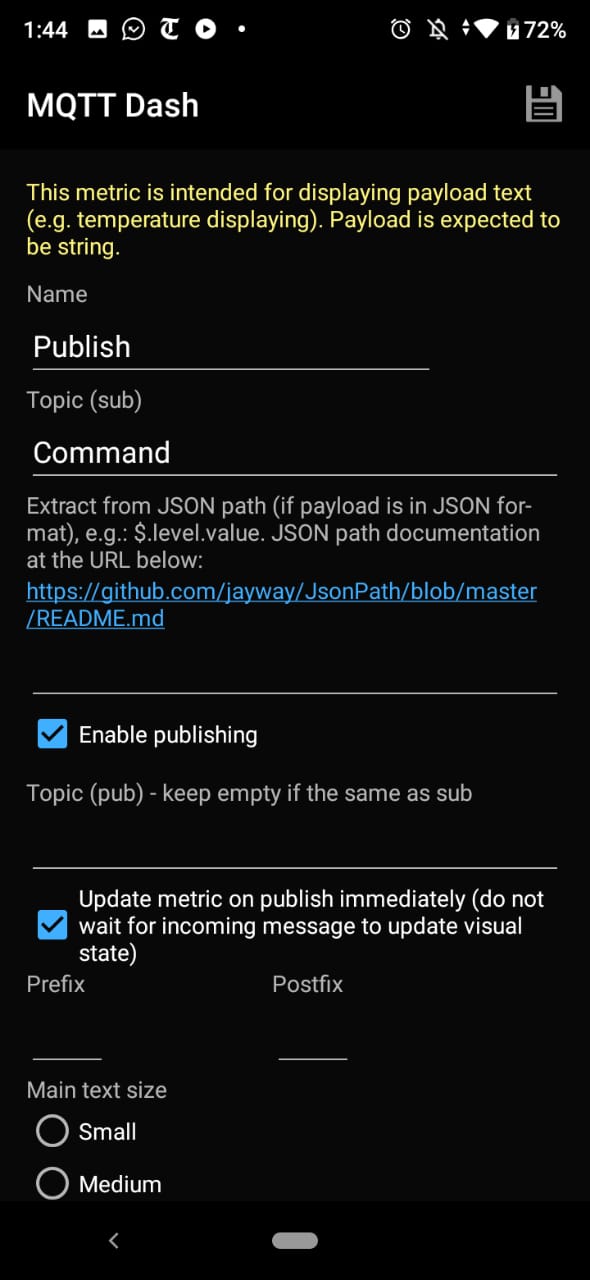 1:44
72%
MQTT Dash
This metric is intended for displaying payload text
(e.g. temperature displaying). Payload is expected to
be string.
Name
Publish
Topic (sub)
Command
Extract from JSON path (if payload is in JSON for-
mat), e.g.: $.level.value. JSON path documentation
at the URL below:
https://github.com/jayway/JsonPath/blob/master
/README.md
Enable publishing
Topic (pub) - keep empty if the same as sub
Update metric on publish immediately (do not
wait for incoming message to update visual
state)
Prefix
Postfix
Main text size
Small
Medium